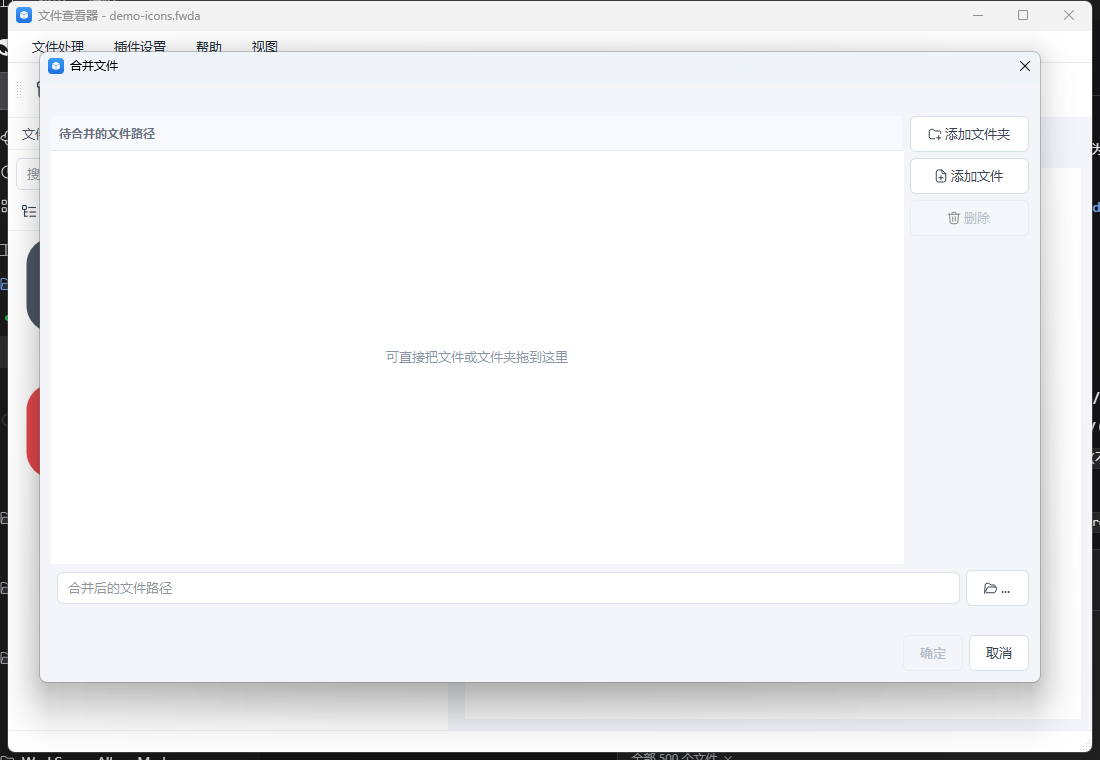 文件查看器 - demo-icons.fwda
文件处理 插件设置 帮助 视图
合并文件
文件
搜
待合并的文件路径
添加文件夹
添加文件
删除
可直接把文件或文件夹拖到这里
合并后的文件路径
...
确定 取消
全部 500 个文件